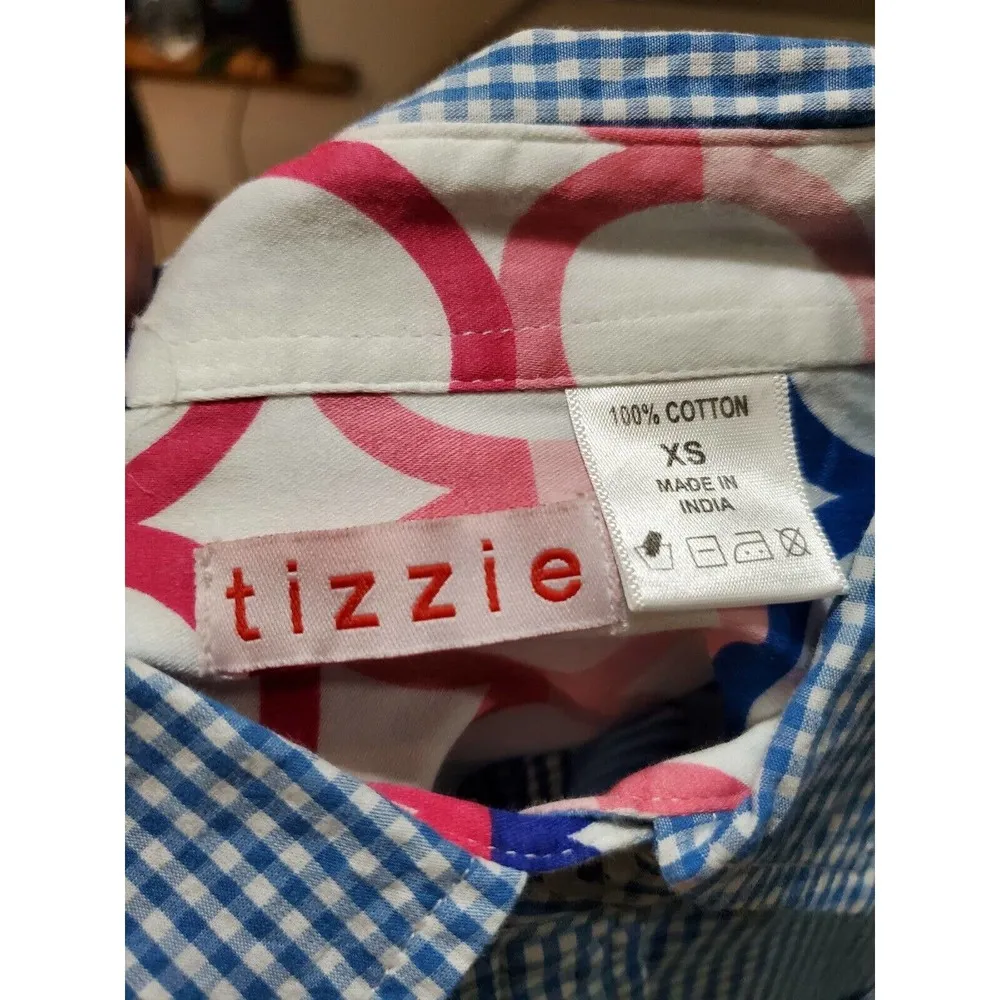 100% COTTON
XS
MADE IN
INDIA
tizzie